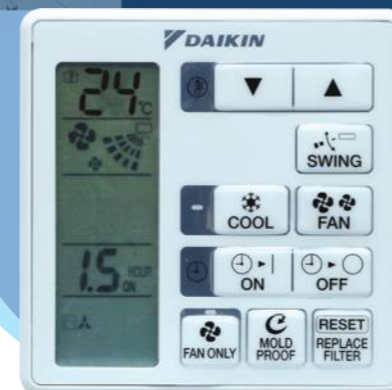 DAIKIN
24 °C
SWING
COOL
FAN
1.5 HOUR
ON
ON
OFF
FAN ONLY
MOLD
PROOF
RESET
REPLACE
FILTER